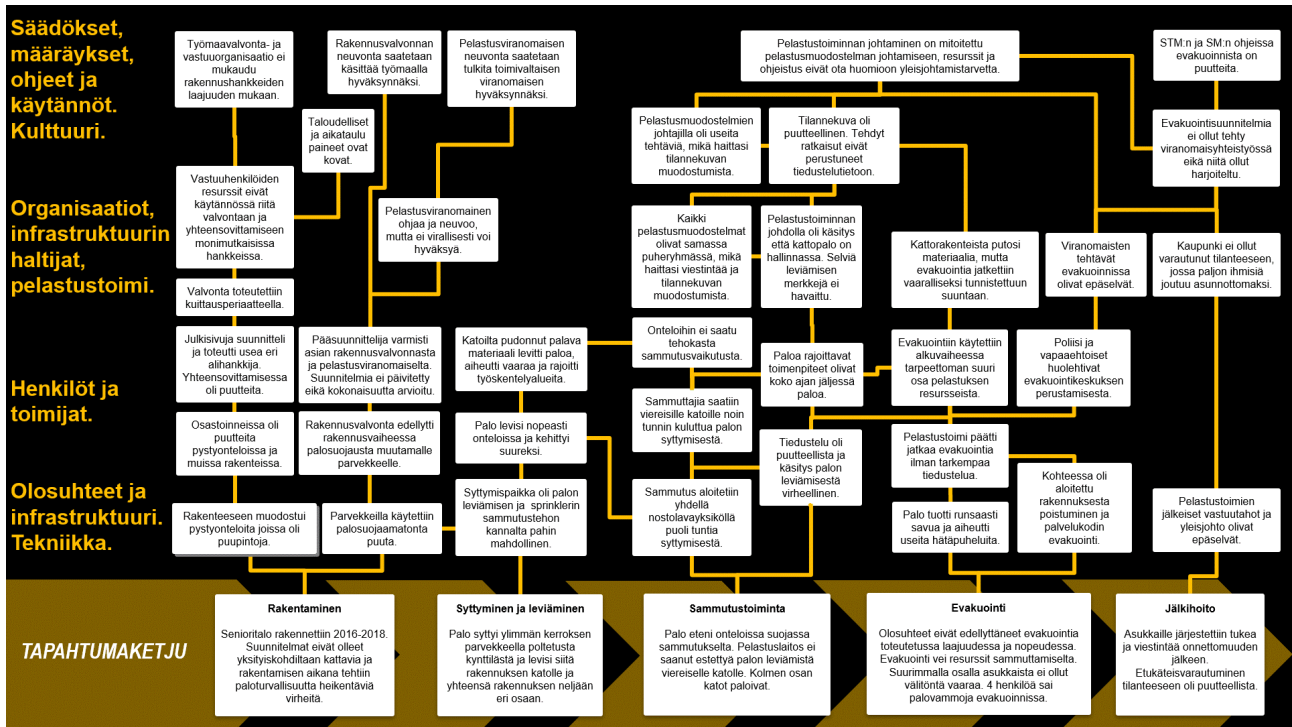 Säädökset,
määräykset,
ohjeet ja
käytännöt.
Kulttuuri.
Organisaatiot,
infrastruktuurin
haltijat,
pelastustoimi.
Henkilöt ja
toimijat.
Olosuhteet ja
infrastruktuuri.
Tekniikka.
Työmaavalvonta- ja
vastuuorganisaatio ei
mukaudu
rakennushankkeiden
laajuuden mukaan.
Rakennusvalvonnan
neuvonta saatetaan
käsittää työmaalla
hyväksynnäksi.
Pelastusviranomaisen
neuvonta saatetaan
tulkita toimivaltaisen
viranomaisen
hyväksynnäksi.
Taloudelliset
ja aikataulu
paineet ovat
kovat.
Vastuuhenkilöiden
resurssit eivät
käytännössä riitä
valvontaan ja
yhteensovittamiseen
monimutkaisissa
hankkeissa.
Pelastusviranomainen
ohjaa ja neuvoo,
mutta ei virallisesti voi
hyväksyä.
Valvonta toteutettiin
kuittausperiaatteella.
Julkisivuja suunnitteli
ja toteutti usea eri
alihankkija.
Yhteensovittamisessa
oli puutteita.
Pääsuunnittelija varmisti
asian rakennusvalvonnasta
ja pelastusviranomaiselta.
Suunnitelmia ei päivitetty
eikä kokonaisuutta arvioitu.
Katoilta pudonnut palava
materiaali levitti paloa,
aiheutti vaaraa ja rajoitti
työskentelyalueita.
Osastoinneissa oli
puutteita
pystyonteloissa ja
muissa rakenteissa.
Rakennusvalvonta edellytti
rakennusvaiheessa
palosuojausta muutamalle
parvekkeelle.
Palo levisi nopeasti
onteloissa ja kehittyi
suureksi.
Rakenteeseen muodostui
pystyonteloita joissa oli
puupintoja.
Parvekkeilla käytettiin
palosuojaamatonta
puuta.
Syttymispaikka oli palon
leviämisen ja sprinklerin
sammutustehon
kannalta pahin
mahdollinen.
Pelastustoiminnan johtaminen on mitoitettu
pelastusmuodostelman johtamiseen, resurssit ja
ohjeistus eivät ota huomioon yleisjohtamistarvetta.
STM:n ja SM:n ohjeissa
evakuoinnista on
puutteita.
Pelastusmuodostelmien
johtajilla oli useita
tehtäviä, mikä haittasi
tilannekuvan
muodostumista.
Tilannekuva oli
puutteellinen. Tehdyt
ratkaisut eivät
perustuneet
tiedustelutietoon.
Evakuointisuunnitelmia
ei ollut tehty
viranomaisyhteistyössä
eikä niitä ollut
harjoiteltu.
Kaikki
pelastusmuodostelmat
olivat samassa
puheryhmässä, mikä
haittasi viestintää ja
tilannekuvan
muodostumista.
Pelastustoiminnan
johdolla oli käsitys
että kattopalo on
hallinnassa. Selviä
leviämisen
merkkejä ei
havaittu.
Kattorakenteista putosi
materiaalia, mutta
evakuointia jatkettiin
vaaralliseksi tunnistettuun
suuntaan.
Viranomaisten
tehtävät
evakuoinnissa
olivat epäselvät.
Kaupunki ei ollut
varautunut tilanteeseen,
jossa paljon ihmisiä
joutuu asunnottomaksi.
Onteloihin ei saatu
tehokasta
sammutusvaikutusta.
Paloa rajoittavat
toimenpiteet olivat
koko ajan jäljessä
paloa.
Evakuointiin käytettiin
alkuvaiheessa
tarpeettoman suuri
osa pelastuksen
resursseista.
Poliisi ja
vapaaehtoiset
huolehtivat
evakuointikeskuksen
perustamisesta.
Sammuttajia saatiin
viereisille katoille noin
tunnin kuluttua palon
syttymisestä.
Tiedustelu oli
puutteellista ja
käsitys palon
leviämisestä
virheellinen.
Pelastustoimi päätti
jatkaa evakuointia
ilman tarkempaa
tiedustelua.
Sammutus aloitetiin
yhdellä
nostolavayksiköllä
puoli tuntia
syttymisestä.
Palo tuotti runsaasti
savua ja aiheutti
useita hätäpuheluita.
Kohteessa oli
aloitettu
rakennuksesta
poistuminen ja
palvelukodin
evakuointi.
Pelastustoimien
jälkeiset vastuutahot ja
yleisjohto olivat
epäselvät.
TAPAHTUMAKETJU
Rakentaminen
Senioritalo rakennettiin 2016-2018.
Suunnitelmat eivät olleet
yksityiskohdiltaan kattavia ja
rakentamisen aikana tehtiin
paloturvallisuutta heikentäviä
virheitä.
Syttyminen ja leviäminen
Palo syttyi ylimmän kerroksen
parvekkeella poltetusta
kynttilästä ja levisi siitä
rakennuksen katolle ja
yhteensä rakennuksen neljään
eri osaan.
Sammutustoiminta
Palo eteni onteloissa suojassa
sammutukselta. Pelastuslaitos ei
saanut estettyä palon leviämistä
viereiselle katolle. Kolmen osan
katot paloivat.
Evakuointi
Olosuhteet eivät edellyttäneet evakuointia
toteutetussa laajuudessa ja nopeudessa.
Evakuointi vei resurssit sammuttamiselta.
Suurimmalla osalla asukkaista ei ollut
välitöntä vaaraa. 4 henkilöä sai
palovammoja evakuoinnissa.
Jälkihoito
Asukkaille järjestettiin tukea
ja viestintää onnettomuuden
jälkeen.
Etukäteisvarautuminen
tilanteeseen oli puutteellista.